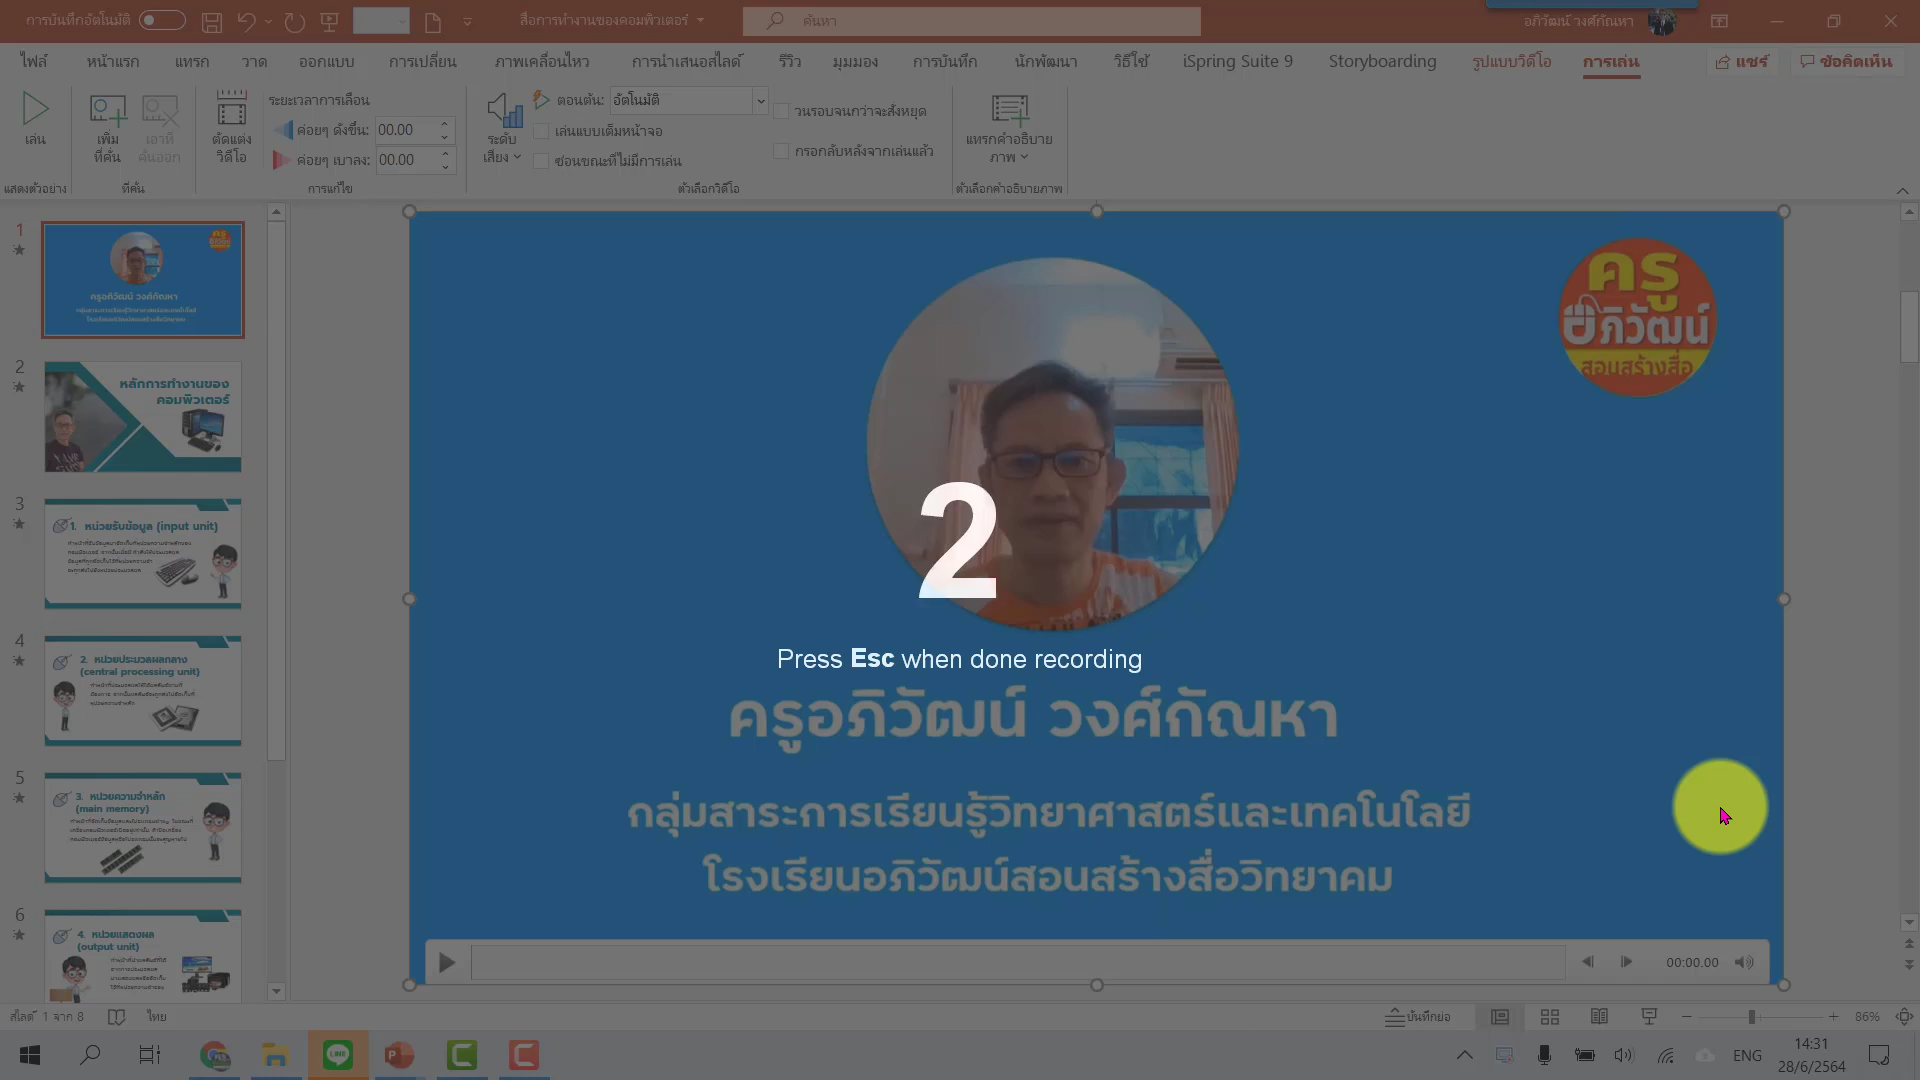 การบันทึกอัตโนมัติ
สื่อการทำงานของคอมพิวเตอร์
ค้นหา
อภิวัฒน์ วงศ์กัณหา
ไฟล์ หน้าแรก แทรก วาด ออกแบบ การเปลี่ยน ภาพเคลื่อนไหว การนำเสนอสไลด์ รีวิว มุมมอง การบันทึก นักพัฒนา วิธีใช้ iSpring Suite 9 Storyboarding รูปแบบวิดีโอ การเล่น แชร์ ข้อคิดเห็น
เล่น
แสดงตัวอย่าง
เพิ่ม
ที่คั่น
เอาที่
คั่นออก
ที่คั่น
ตัดแต่ง
วิดีโอ
ระยะเวลาการเลือน
ค่อยๆ ดังขึ้น: 00.00
ค่อยๆ เบาลง: 00.00
การแก้ไข
ระดับ
เสียง
ตอนต้น: อัตโนมัติ
เล่นแบบเต็มหน้าจอ
ซ่อนขณะที่ไม่มีการเล่น
วนรอบจนกว่าจะสั่งหยุด
กรอกลับหลังจากเล่นแล้ว
ตัวเลือกวิดีโอ
แทรกคำอธิบาย
ภาพ
ตัวเลือกคำอธิบายภาพ
1
ครูอภิวัฒน์ วงศ์กัณหา
2
หลักการทำงานของ
คอมพิวเตอร์
3
1. หน่วยรับข้อมูล (input unit)
4
2. หน่วยประมวลผลกลาง
(central processing unit)
5
3. หน่วยความจำหลัก
(main memory)
6
4. หน่วยแสดงผล
(output unit)
ครู
อภิวัฒน์
สอนสร้างสื่อ
2
Press Esc when done recording
ครูอภิวัฒน์ วงศ์กัณหา
กลุ่มสาระการเรียนรู้วิทยาศาสตร์และเทคโนโลยี
โรงเรียนอภิวัฒน์สอนสร้างสื่อวิทยาคม
00:00.00
สไลด์ 1 จาก 8
ไทย
บันทึกย่อ
86%
ENG
14:31
28/6/2564